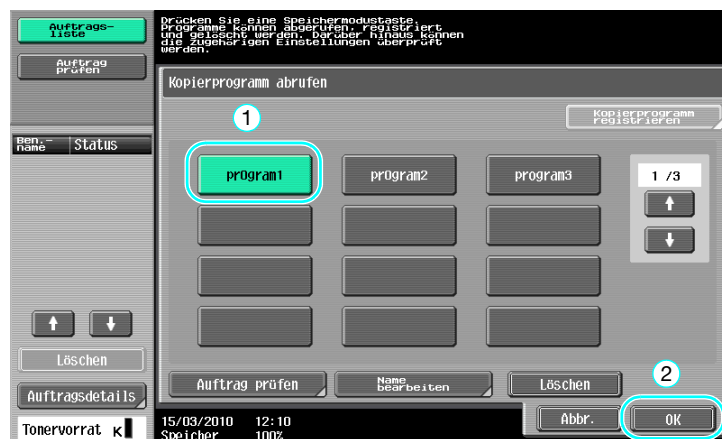 Auftrags-
liste
Auftrag
prüfen
Drücken Sie eine Speichermodustaste.
Programme können abgerufen, registriert
und gelöscht werden. Darüber hinaus können
die zugehörigen Einstellungen überprüft
werden.
Kopierprogramm abrufen
1
Kopierprogramm
registrieren
Ben.-
name
Status
pr0gram1
pr0gram2
program3
1 /3
Löschen
Auftragsdetails
Auftrag prüfen
Name
bearbeiten
Löschen
2
Tonervorrat K
15/03/2010 12:10
Speicher 100%
Abbr.
OK